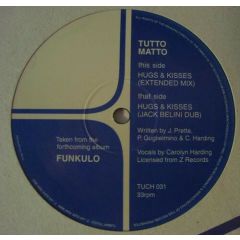 TUTTO
MATTO
this side
HUGS & KISSES
(EXTENDED MIX)
that side
HUGS & KISSES
(JACK BELINI DUB)
Taken from the
forthcoming album
FUNKULO
Written by J. Pretta,
P. Guglielmino & C. Harding
Vocals by Carolyn Harding
Licensed from Z Records
TUCH 031
33rpm